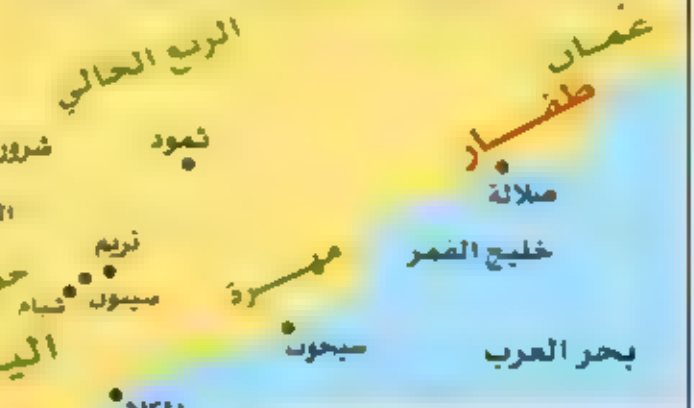 عمان
الربع الخالي
ظفار
ثمود
صلالة
تريم
خليج القمر
مهرة
سيئون
شبام
سيحوت
بحر العرب